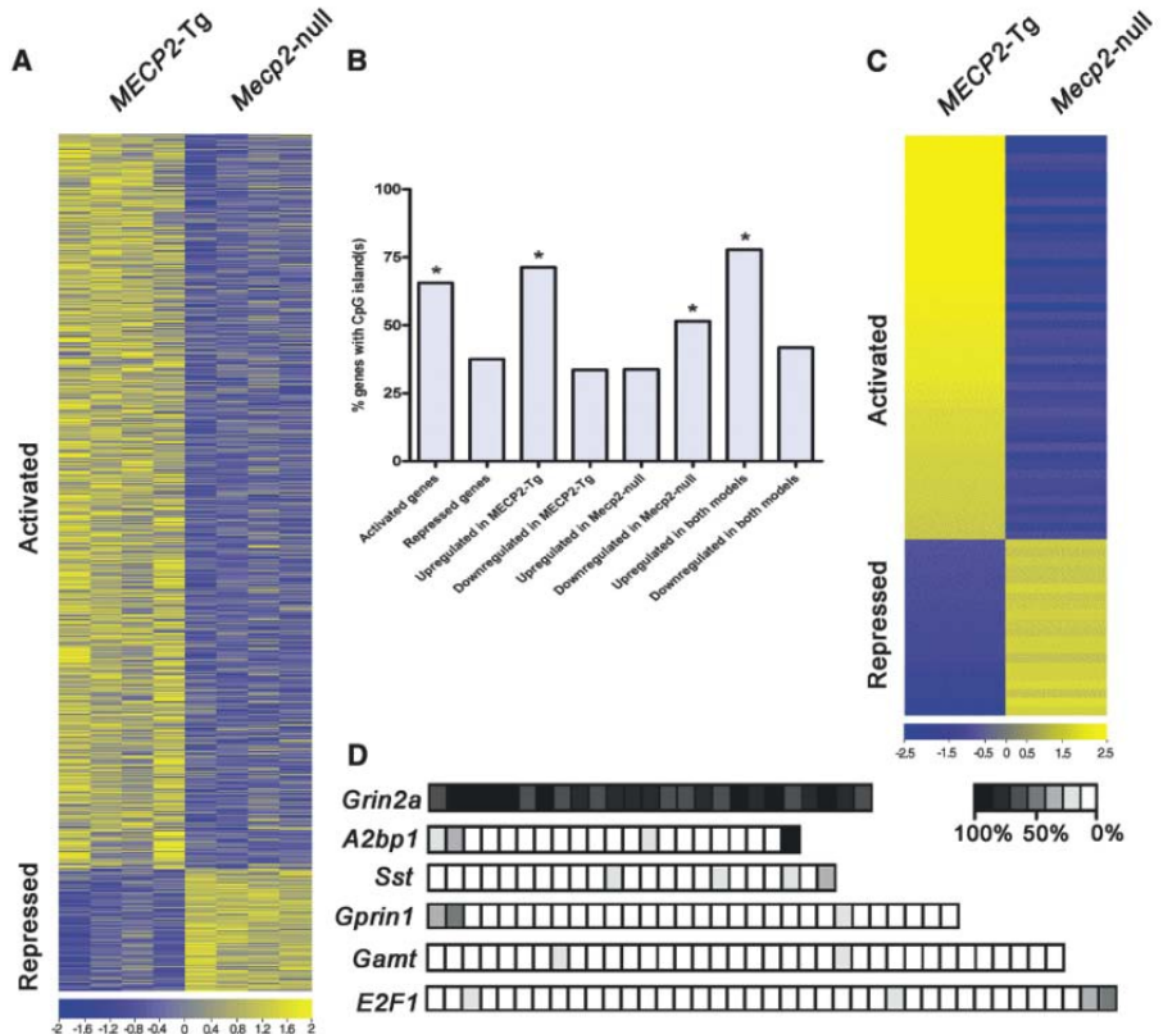 A
MECP2-Tg
Mecp2-null
Activated
Repressed
-2 -1.6 -1.2 -0.8 -0.4 0 0.4 0.8 1.2 1.6 2
B
% genes with CpG island(s)
100
75
50
25
0
* * * *
Activated genes
Repressed genes
Upregulated in MECP2-Tg
Downregulated in MECP2-Tg
Upregulated in Mecp2-null
Downregulated in Mecp2-null
Upregulated in both models
Downregulated in both models
C
MECP2-Tg
Mecp2-null
Activated
Repressed
-2.5 -1.5 -0.5 0 0.5 1.5 2.5
D
Grin2a
A2bp1
Sst
Gprin1
Gamt
E2F1
100% 50% 0%